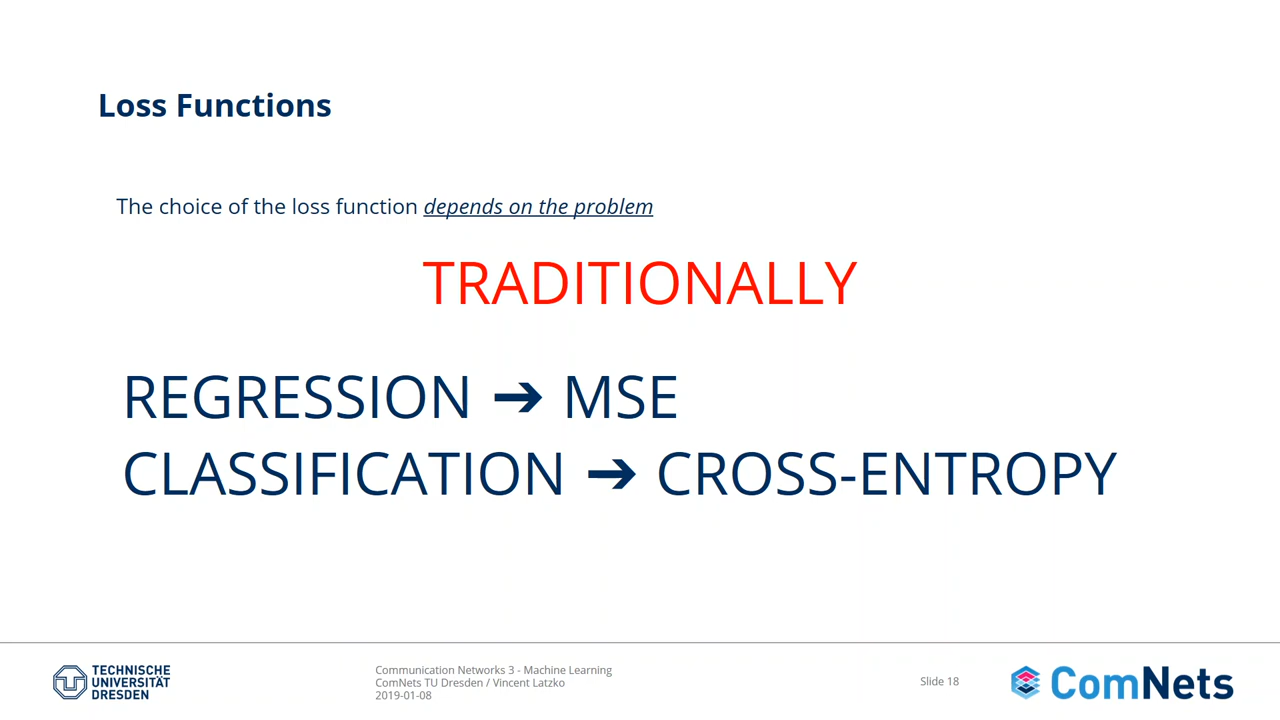 Loss Functions
The choice of the loss function depends on the problem
TRADITIONALLY
REGRESSION ➔ MSE
CLASSIFICATION ➔ CROSS-ENTROPY
TECHNISCHE
UNIVERSITÄT
DRESDEN
Communication Networks 3 - Machine Learning
ComNets TU Dresden / Vincent Latzko
2019-01-08
Slide 18
ComNets